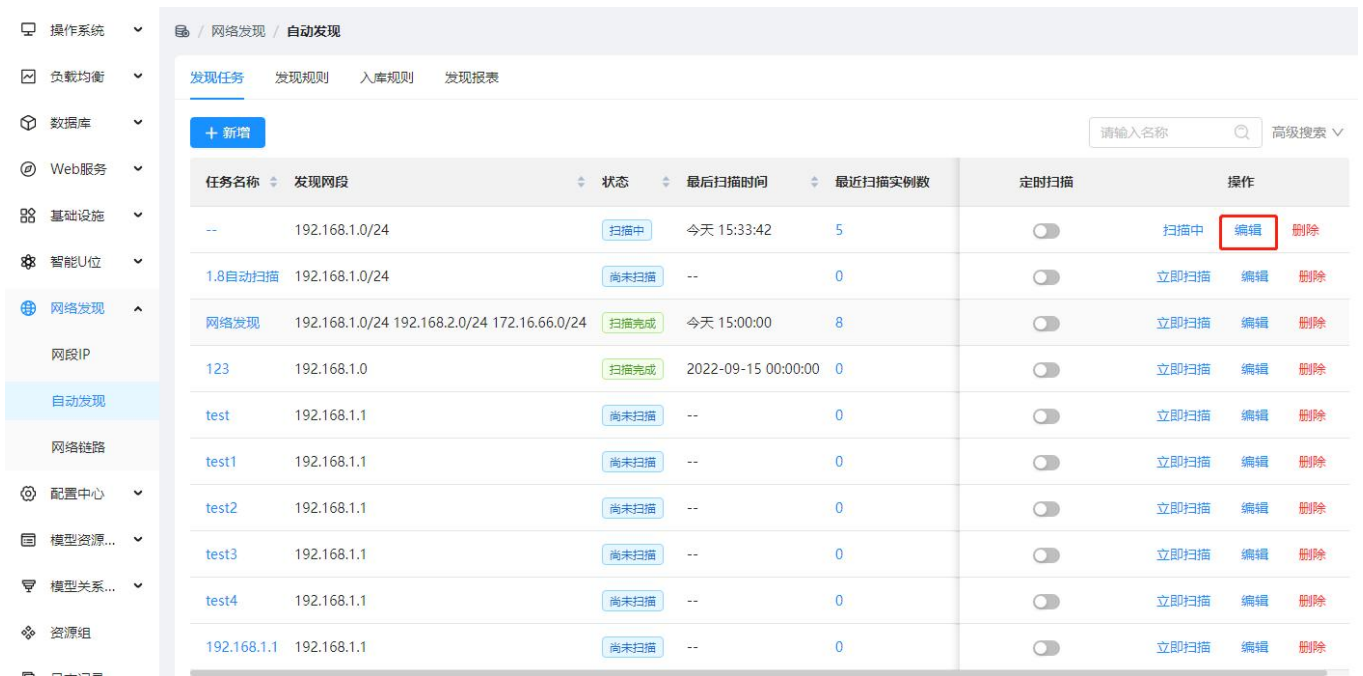 操作系统
负载均衡
数据库
Web服务
基础设施
智能U位
网络发现
网段IP
自动发现
网络链路
配置中心
模型资源...
模型关系...
资源组
/ 网络发现 / 自动发现
发现任务 发现规则 入库规则 发现报表
+ 新增 请输入名称 高级搜索
任务名称 发现网段 状态 最后扫描时间 最近扫描实例数 定时扫描 操作
-- 192.168.1.0/24 扫描中 今天 15:33:42 5 扫描中 编辑 删除
1.8自动扫描 192.168.1.0/24 尚未扫描 -- 0 立即扫描 编辑 删除
网络发现 192.168.1.0/24 192.168.2.0/24 172.16.66.0/24 扫描完成 今天 15:00:00 8 立即扫描 编辑 删除
123 192.168.1.0 扫描完成 2022-09-15 00:00:00 0 立即扫描 编辑 删除
test 192.168.1.1 尚未扫描 -- 0 立即扫描 编辑 删除
test1 192.168.1.1 尚未扫描 -- 0 立即扫描 编辑 删除
test2 192.168.1.1 尚未扫描 -- 0 立即扫描 编辑 删除
test3 192.168.1.1 尚未扫描 -- 0 立即扫描 编辑 删除
test4 192.168.1.1 尚未扫描 -- 0 立即扫描 编辑 删除
192.168.1.1 192.168.1.1 尚未扫描 -- 0 立即扫描 编辑 删除